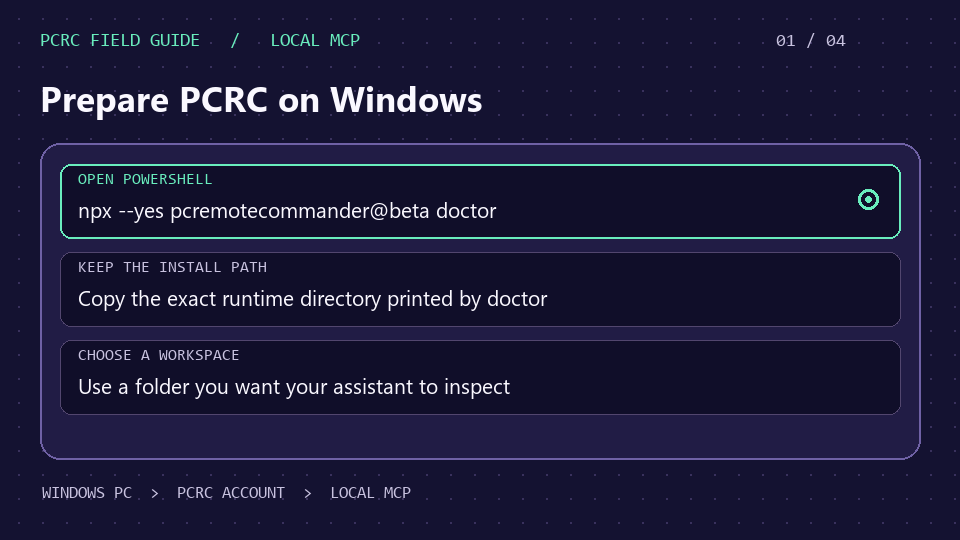 PCRC FIELD GUIDE / LOCAL MCP 01 / 04
Prepare PCRC on Windows
OPEN POWERSHELL
npx --yes pcremotecommander@beta doctor
KEEP THE INSTALL PATH
Copy the exact runtime directory printed by doctor
CHOOSE A WORKSPACE
Use a folder you want your assistant to inspect
WINDOWS PC > PCRC ACCOUNT > LOCAL MCP